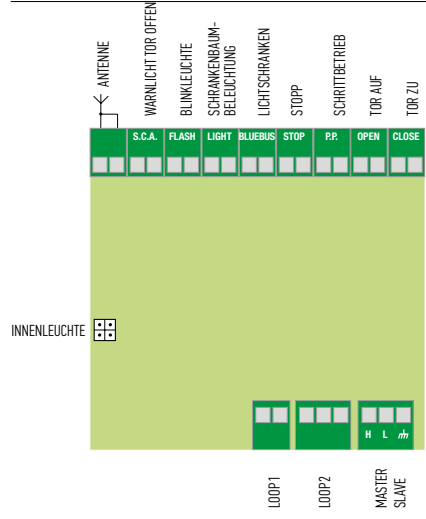 ANTENNE
WARNLICHT TOR OFFEN
BLINKLEUCHTE
SCHRANKENBAUM-
BELEUCHTUNG
LICHTSCHRANKEN
STOPP
SCHRITTBETRIEB
TOR AUF
TOR ZU
S.C.A.
FLASH
LIGHT
BLUEBUS
STOP
P.P.
OPEN
CLOSE
INNENLEUCHTE
H L
LOOP1
LOOP2
MASTER
SLAVE